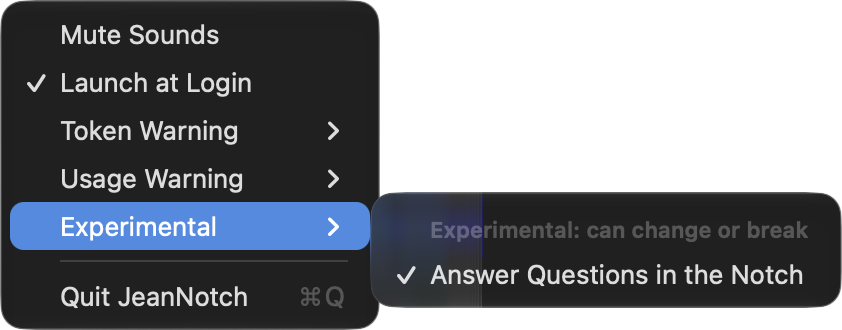 Mute Sounds
✓ Launch at Login
Token Warning >
Usage Warning >
Experimental >
Experimental: can change or break
✓ Answer Questions in the Notch
Quit JeanNotch ⌘Q